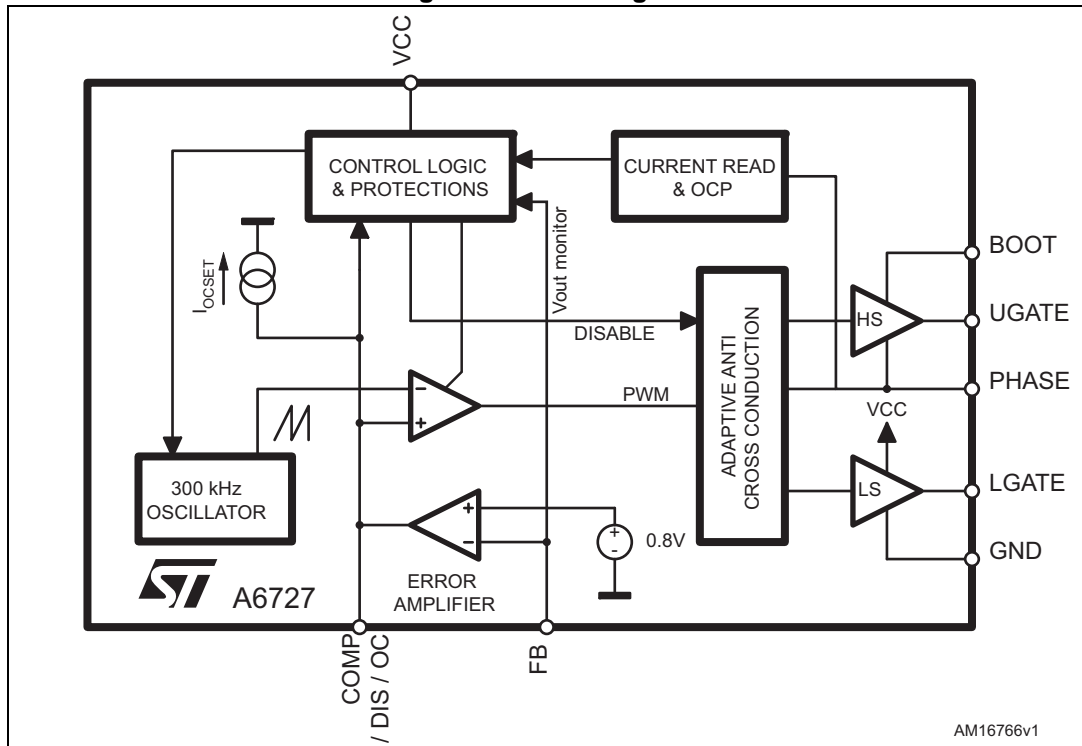 VCC
CONTROL LOGIC
& PROTECTIONS
CURRENT READ
& OCP
IOCSET
Vout monitor
DISABLE
ADAPTIVE ANTI
CROSS CONDUCTION
HS
BOOT
UGATE
PHASE
PWM
VCC
300 kHz
OSCILLATOR
0.8V
LS
LGATE
GND
ERROR
AMPLIFIER
ST
A6727
COMP
/ DIS / OC
FB
AM16766v1